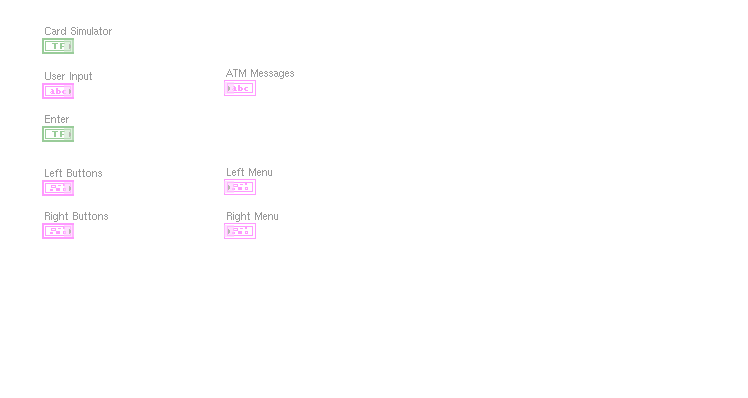 Card Simulator
TF
User Input
abc
ATM Messages
abc
Enter
TF
Left Buttons
Left Menu
Right Buttons
Right Menu